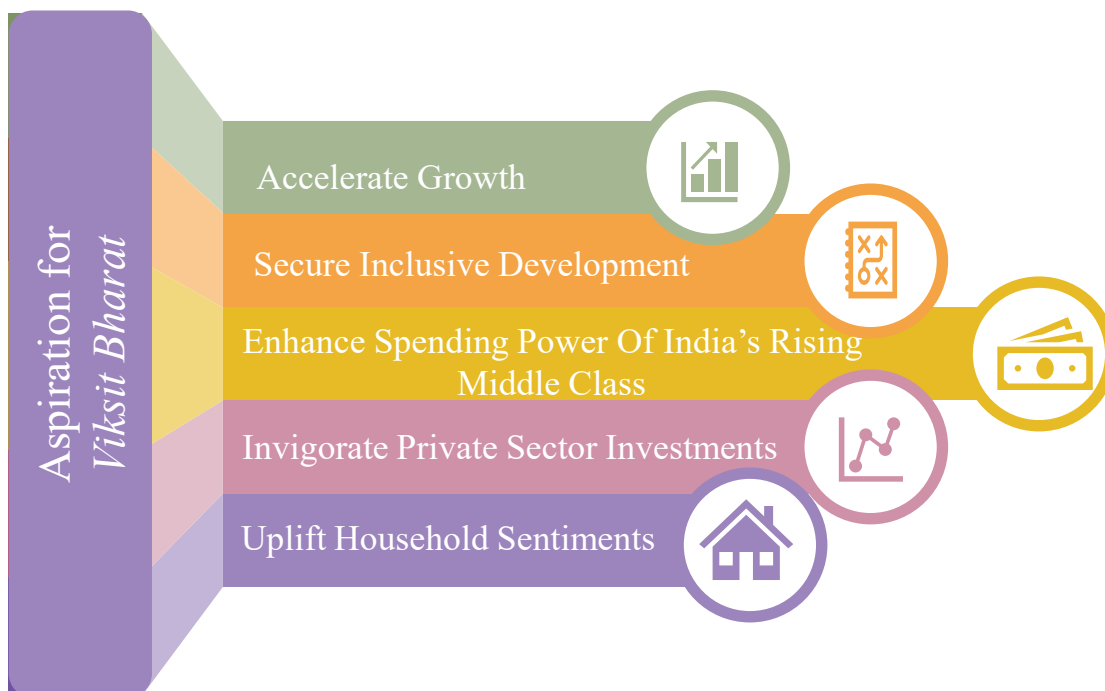 Aspiration for
Viksit Bharat
Accelerate Growth
Secure Inclusive Development
Enhance Spending Power Of India’s Rising
Middle Class
Invigorate Private Sector Investments
Uplift Household Sentiments